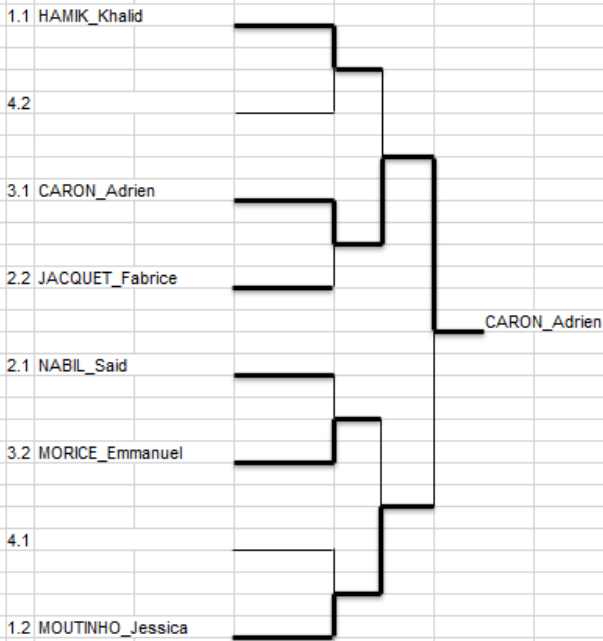 1.1 HAMIK_Khalid
4.2
3.1 CARON_Adrien
2.2 JACQUET_Fabrice
CARON_Adrien
2.1 NABIL_Said
3.2 MORICE_Emmanuel
4.1
1.2 MOUTINHO_Jessica